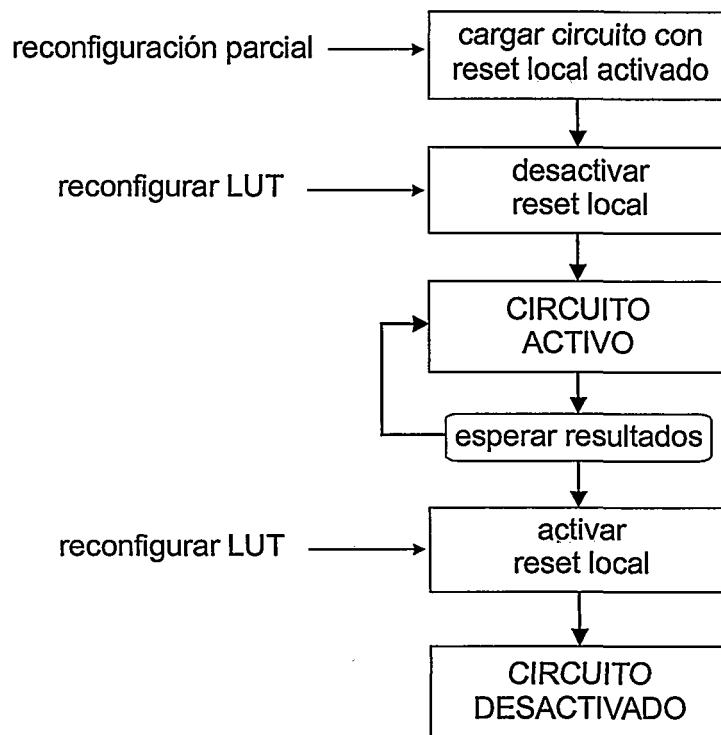 reconfiguración parcial
cargar circuito con
reset local activado
reconfigurar LUT
desactivar
reset local
CIRCUITO
ACTIVO
esperar resultados
reconfigurar LUT
activar
reset local
CIRCUITO
DESACTIVADO